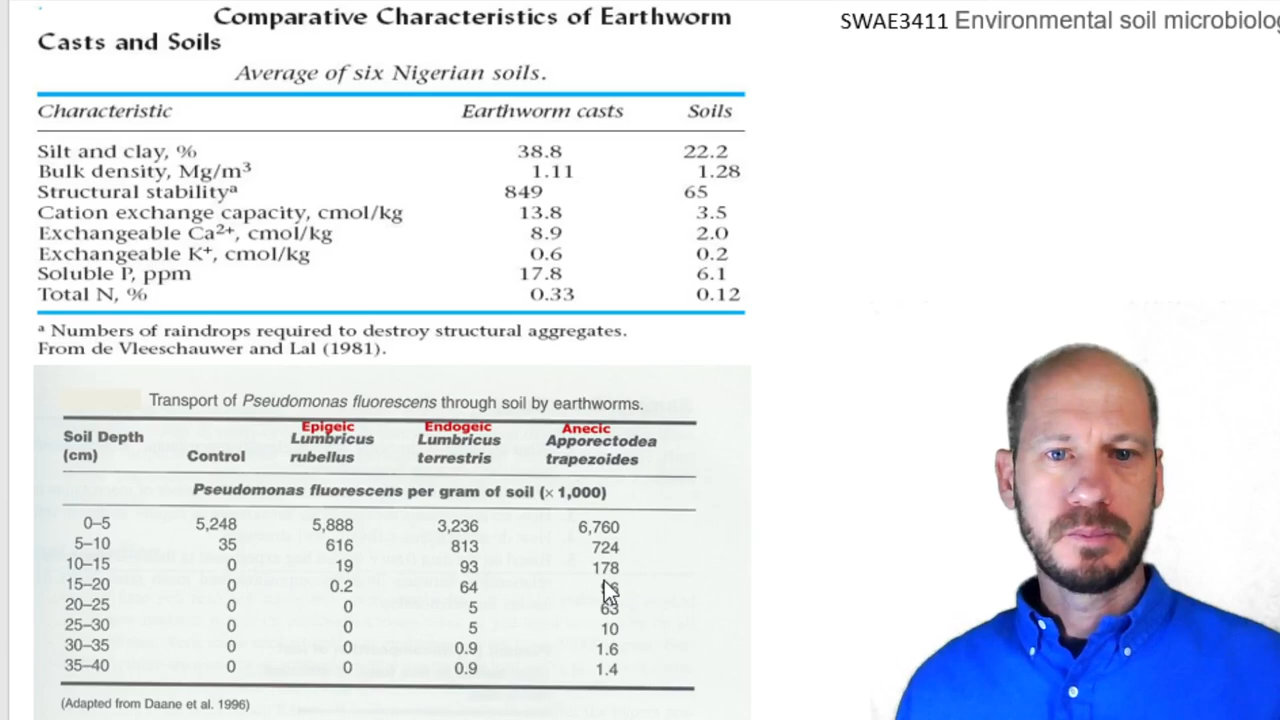 Comparative Characteristics of Earthworm
Casts and Soils
SWAE3411 Environmental soil
Average of six Nigerian soils.
Characteristic Earthworm casts Soils
Silt and clay, % 38.8 22.2
Bulk density, Mg/m³ 1.11 1.28
Structural stabilityᵃ 849 65
Cation exchange capacity, cmol/kg 13.8 3.5
Exchangeable Ca²⁺, cmol/kg 8.9 2.0
Exchangeable K⁺, cmol/kg 0.6 0.2
Soluble P, ppm 17.8 6.1
Total N, % 0.33 0.12
ᵃ Numbers of raindrops required to destroy structural aggregates.
From de Vleeschauwer and Lal (1981).
Transport of Pseudomonas fluorescens through soil by earthworms.
Epigeic Endogeic Anecic
Soil Depth Lumbricus Lumbricus Apporectodea
(cm) Control rubellus terrestris trapezoides
Pseudomonas fluorescens per gram of soil (× 1,000)
0–5 5,248 5,888 3,236 6,760
5–10 35 616 813 724
10–15 0 19 93 178
15–20 0 0.2 64
20–25 0 0 5 63
25–30 0 0 5 10
30–35 0 0 0.9 1.6
35–40 0 0 0.9 1.4
(Adapted from Daane et al. 1996)